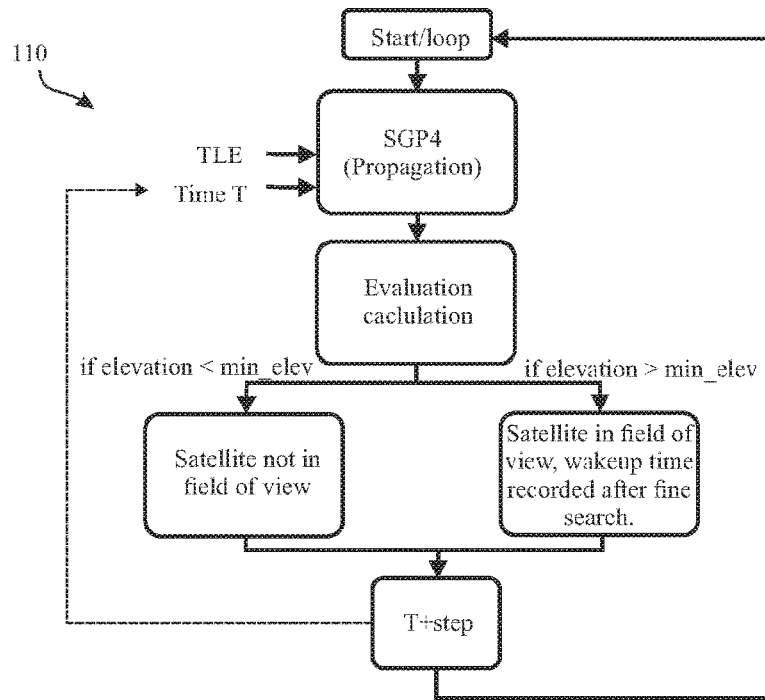 Start/loop
110
SGP4
(Propagation)
TLE
Time T
Evaluation
caclulation
if elevation < min_elev
if elevation > min_elev
Satellite not in
field of view
Satellite in field of
view, wakeup time
recorded after fine
search.
T+step